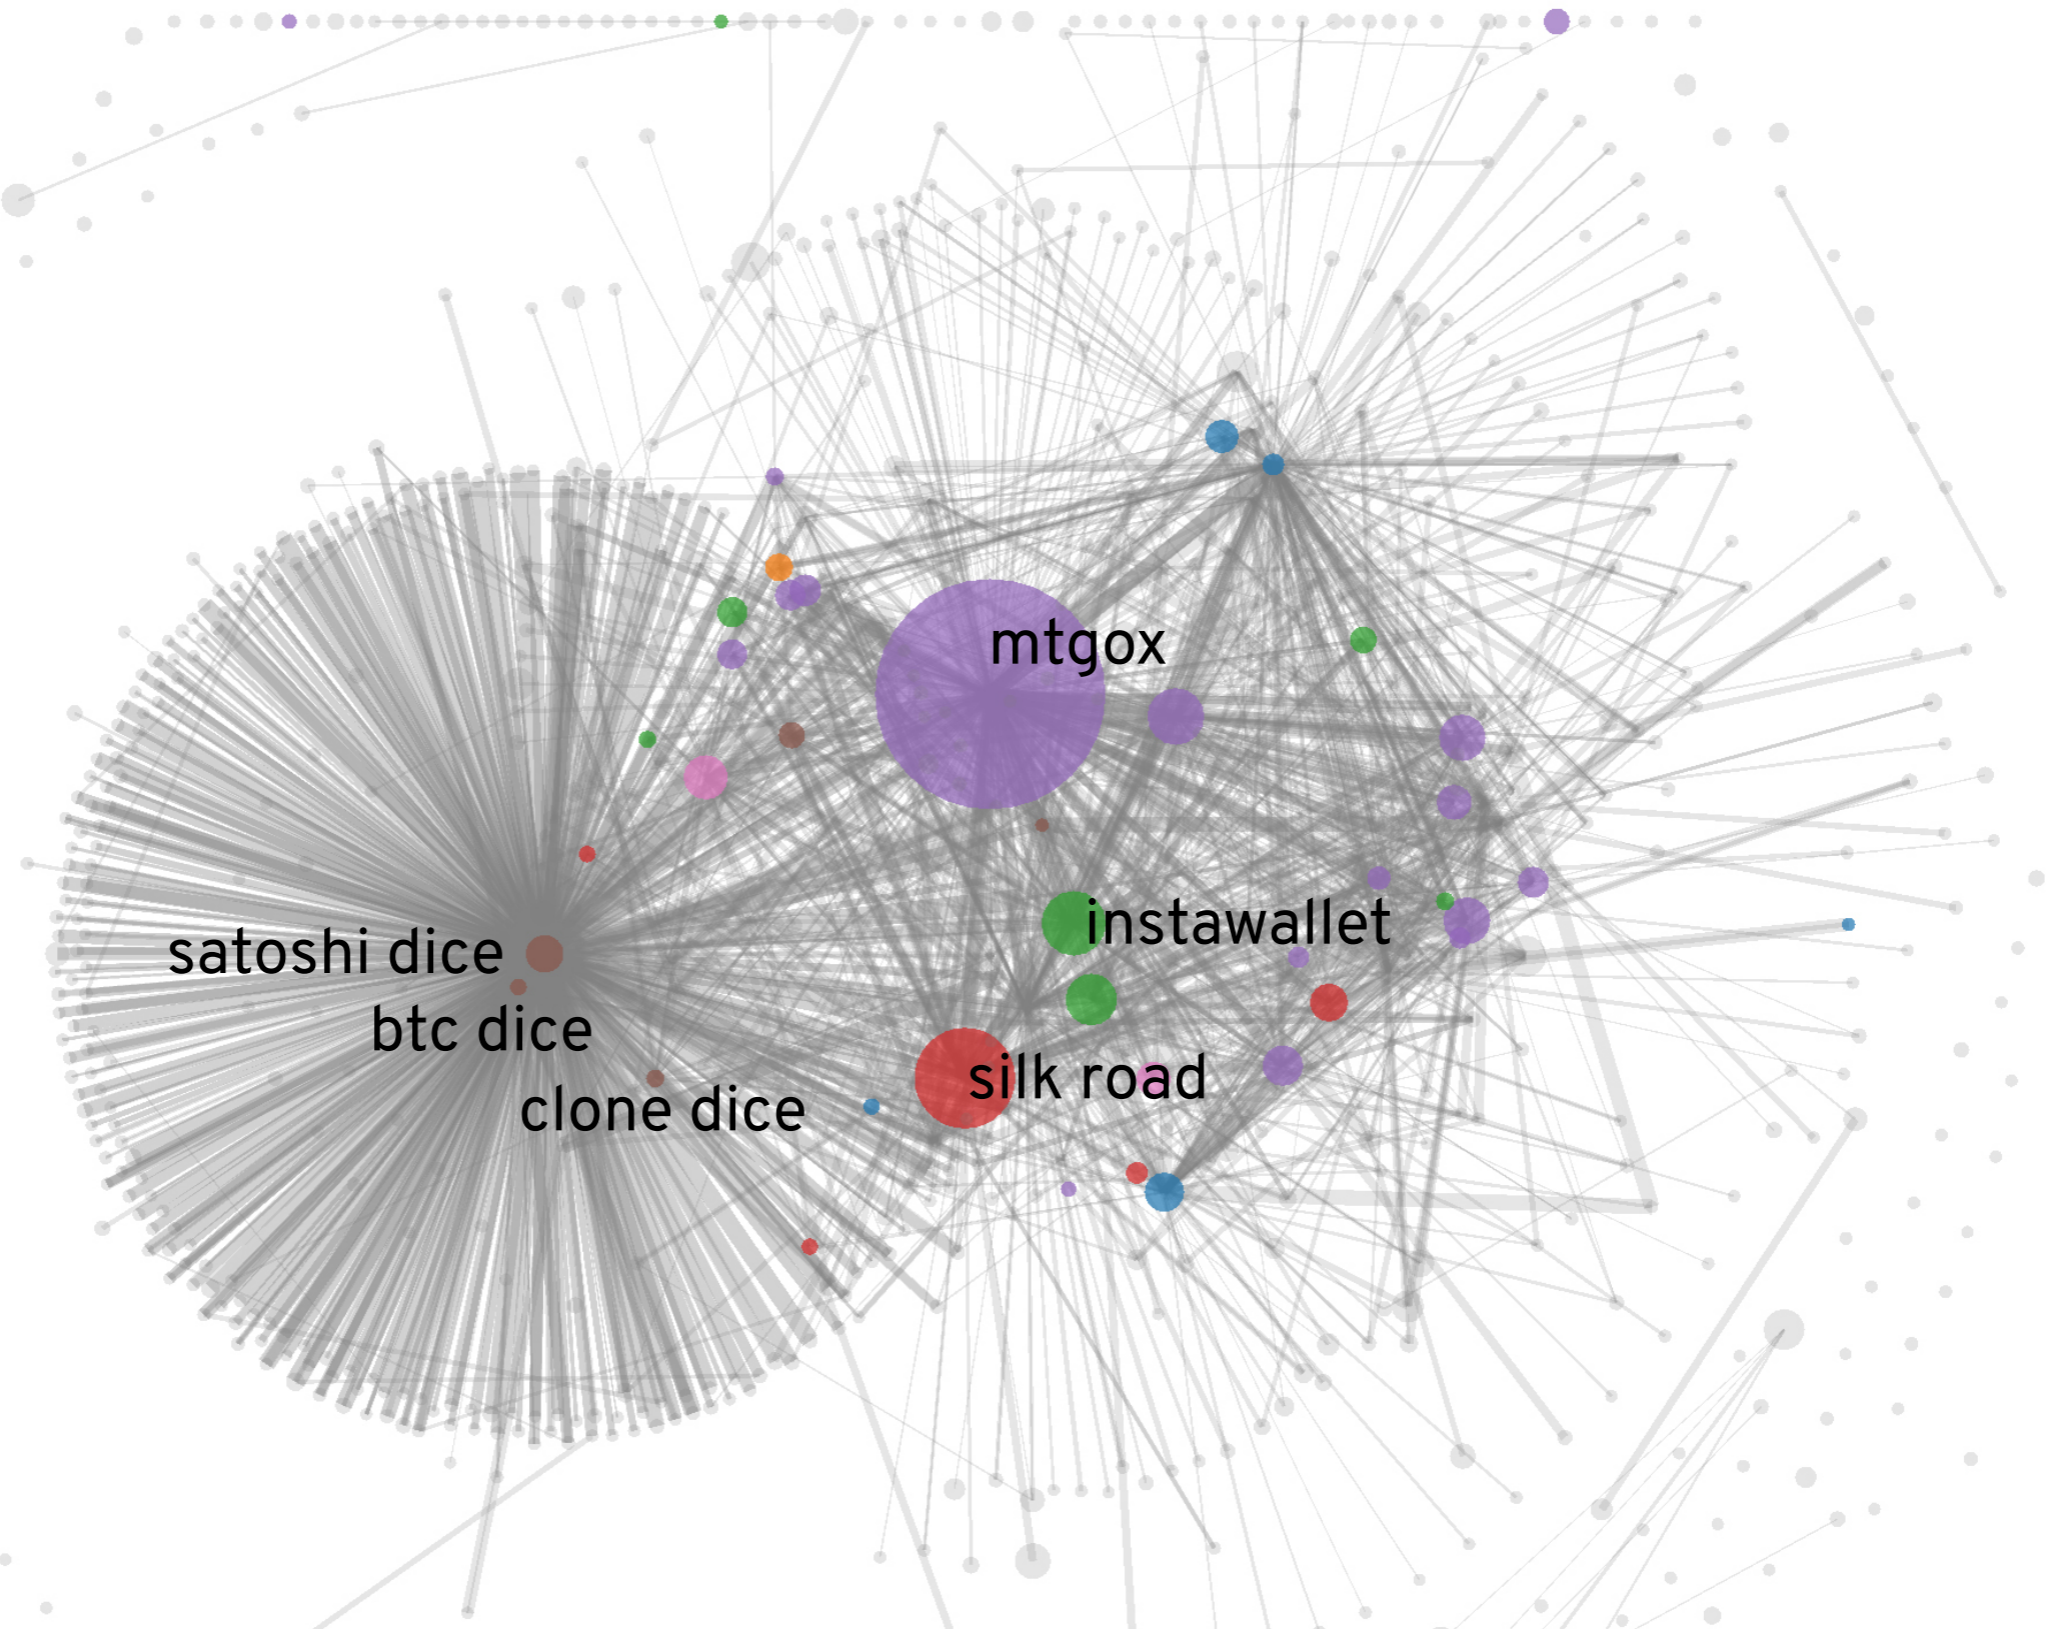 mtgox
instawallet
satoshi dice
btc dice
silk road
clone dice